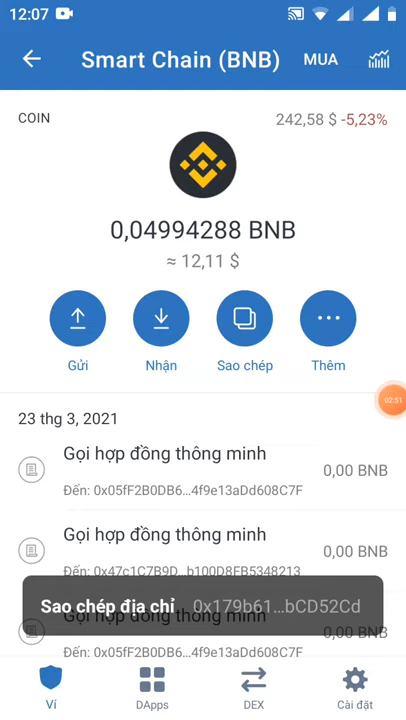 12:07
Smart Chain (BNB) MUA
COIN 242,58 $ -5,23%
0,04994288 BNB
≈ 12,11 $
Gửi Nhận Sao chép Thêm
02:51
23 thg 3, 2021
Gọi hợp đồng thông minh 0,00 BNB
Đến: 0x05fF2B0DB6...4f9e13aDd608C7F
Gọi hợp đồng thông minh 0,00 BNB
Đến: 0x47c1C7B9D...b100D8FB5348213
Sao chép địa chỉ 0x179b61...bCD52Cd
Gọi hợp đồng thông minh 0,00 BNB
Đến: 0x05fF2B0DB6...4f9e13aDd608C7F
Ví DApps DEX Cài đặt